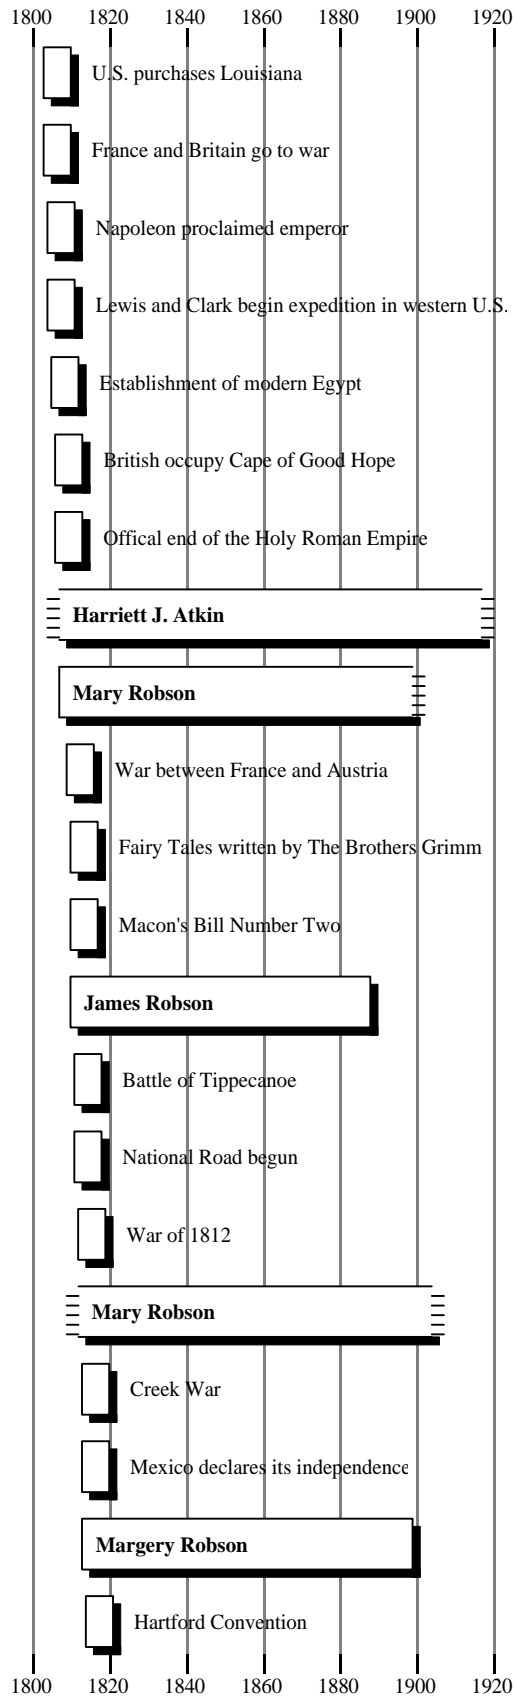 1800 1820 1840 1860 1880 1900 1920
U.S. purchases Louisiana
France and Britain go to war
Napoleon proclaimed emperor
Lewis and Clark begin expedition in western U.S.
Establishment of modern Egypt
British occupy Cape of Good Hope
Offical end of the Holy Roman Empire
Harriett J. Atkin
Mary Robson
War between France and Austria
Fairy Tales written by The Brothers Grimm
Macon's Bill Number Two
James Robson
Battle of Tippecanoe
National Road begun
War of 1812
Mary Robson
Creek War
Mexico declares its independence
Margery Robson
Hartford Convention
1800 1820 1840 1860 1880 1900 1920